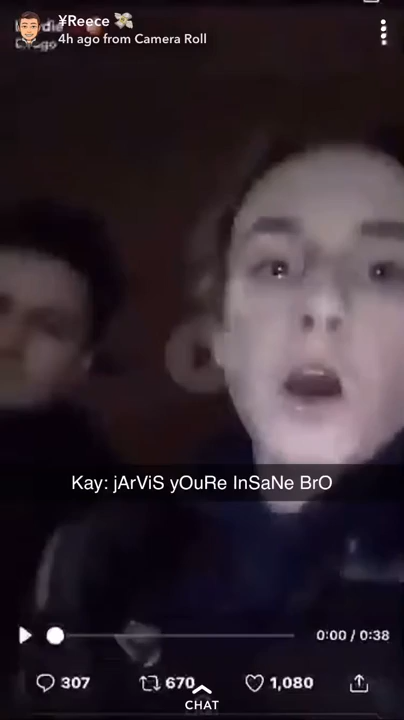 ¥Reece 💸
4h ago from Camera Roll
Kay: jArViS yOuRe InSaNe BrO
0:00 / 0:38
307
670
1,080
CHAT